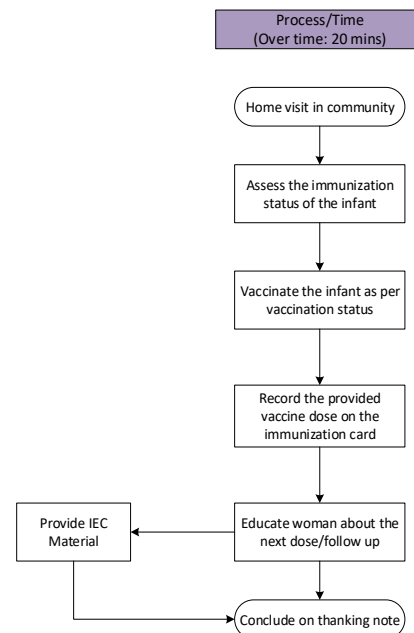 Process/Time
(Over time: 20 mins)
Home visit in community
Assess the immunization
status of the infant
Vaccinate the infant as per
vaccination status
Record the provided
vaccine dose on the
immunization card
Provide IEC
Material
Educate woman about the
next dose/follow up
Conclude on thanking note